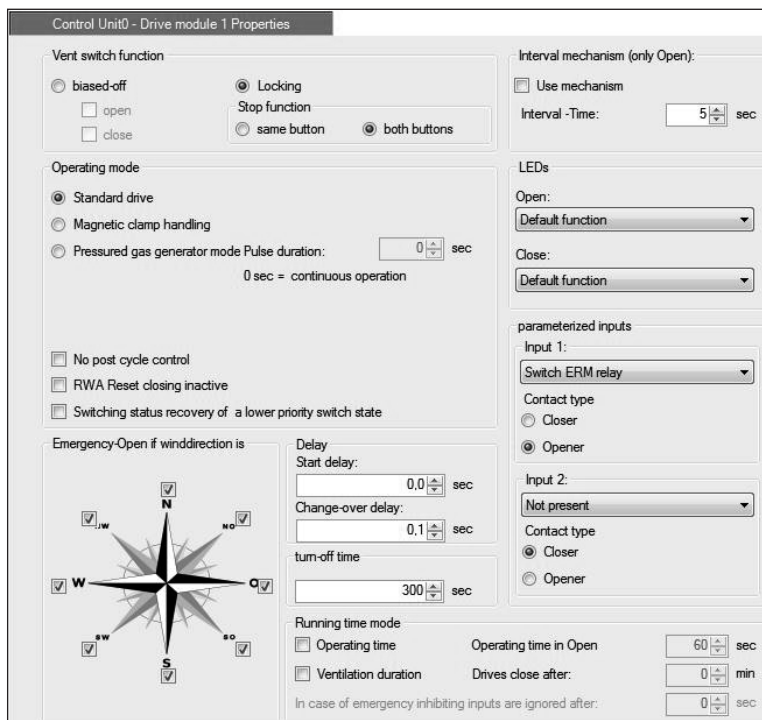 Control Unit0 - Drive module 1 Properties
Vent switch function
biased-off
open
close
Locking
Stop function
same button
both buttons
Interval mechanism (only Open):
Use mechanism
Interval -Time: 5 sec
Operating mode
Standard drive
Magnetic clamp handling
Pressured gas generator mode Pulse duration: 0 sec
0 sec = continuous operation
No post cycle control
RWA Reset closing inactive
Switching status recovery of a lower priority switch state
LEDs
Open:
Default function
Close:
Default function
parameterized inputs
Input 1:
Switch ERM relay
Contact type
Closer
Opener
Input 2:
Not present
Contact type
Closer
Opener
Emergency-Open if winddirection is
N
NO
O
SO
S
SW
W
Delay
Start delay:
0,0 sec
Change-over delay:
0,1 sec
turn-off time
300 sec
Running time mode
Operating time Operating time in Open 60 sec
Ventilation duration Drives close after: 0 min
In case of emergency inhibiting inputs are ignored after: 0 sec